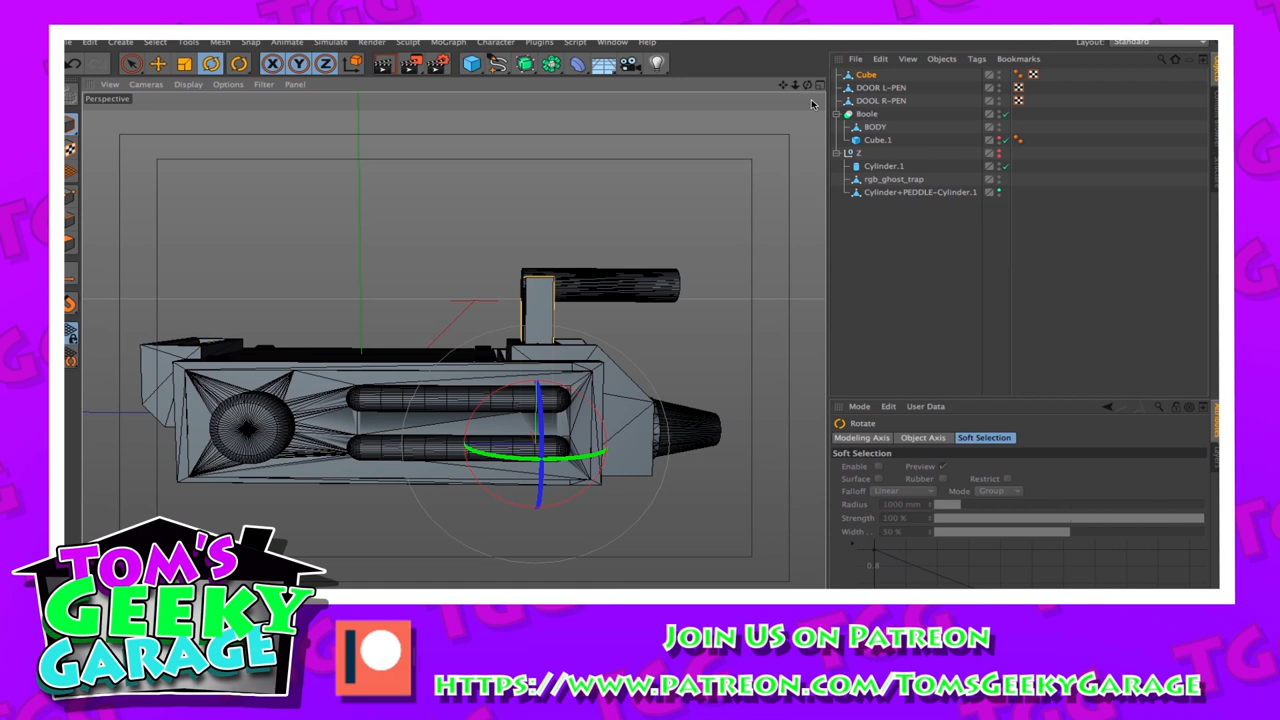 Edit Create Select Tools Mesh Snap Animate Simulate Render Sculpt MoGraph Character Plugins Script Window Help Layout: Standard
X Y Z
File Edit View Objects Tags Bookmarks
View Cameras Display Options Filter Panel
Perspective
Cube
DOOR L-PEN
DOOL R-PEN
Boole
BODY
Cube.1
Z
Cylinder.1
rgb_ghost_trap
Cylinder+PEDDLE-Cylinder.1
Mode Edit User Data
Rotate
Modeling Axis Object Axis Soft Selection
Soft Selection
Enable Preview
Surface Rubber Restrict
Falloff Linear Mode Group
Radius 1000 mm
Strength 100 %
Width .. 50 %
0.8
TOM'S
GEEKY
GARAGE
Join Us on Patreon
https://www.patreon.com/TomsGeekyGarage